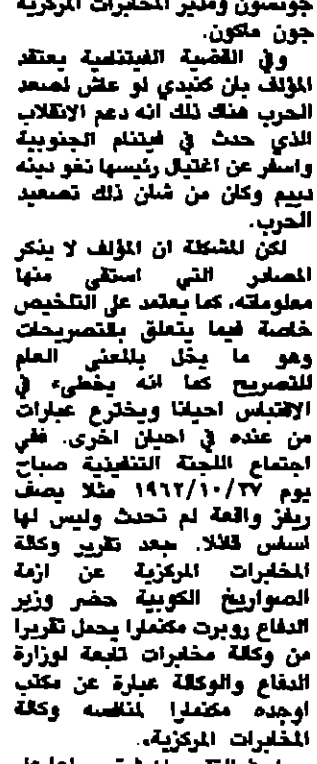 جونسون ومدير المخابرات المركزية
جون ماكون.
وفي القضية الفيتنامية يعتقد
المؤلف بان كنيدي لو عاش لصعد
الحرب هناك ذلك انه دعم الانقلاب
الذي حدث في فيتنام الجنوبية
واسفر عن اغتيال رئيسها نغو دينه
دييم وكان من شان ذلك تصعيد
الحرب.
لكن المشكلة ان المؤلف لا يذكر
المصادر التي استقى منها
معلوماته، كما يعتمد على التلخيص
خاصة فيما يتعلق بالتصريحات
وهو ما يخل بالمعنى العام
للتصريح كما انه يخطىء في
الاقتباس احيانا ويخترع عبارات
من عنده في احيان اخرى. ففي
اجتماع اللجنة التنفيذية صباح
يوم ١٩٦٢/١٠/٢٧ مثلا يصف
ريفز واقعة لم تحدث وليس لها
اساس قائلا. «بعد تقرير وكالة
المخابرات المركزية عن ازمة
الصواريخ الكوبية حضر وزير
الدفاع روبرت مكنمارا يحمل تقريرا
من وكالة مخابرات تابعة لوزارة
الدفاع والوكالة عبارة عن مكتب
اوجده مكنمارا لمنافسة وكالة
المخابرات المركزية».